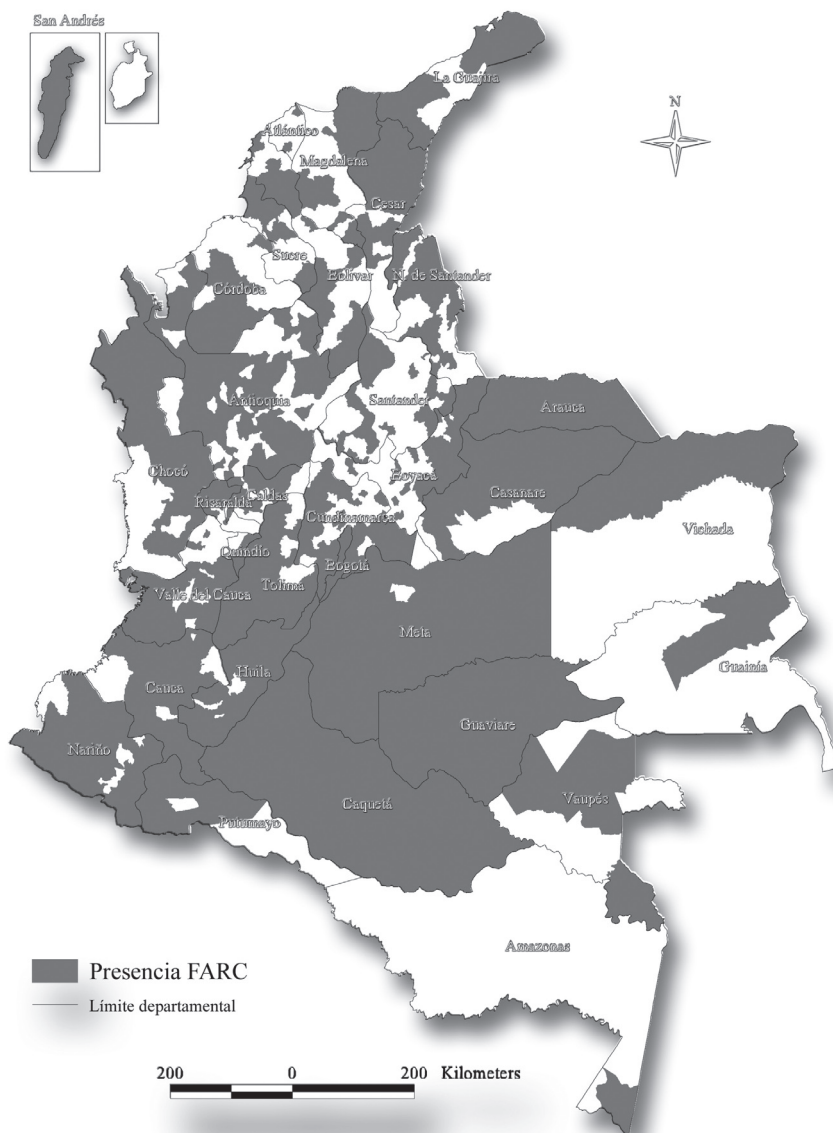 San Andrés
La Guajira
N
Atlántico
Magdalena
Cesar
Sucre
Bolívar
N. de Santander
Córdoba
Antioquia
Santander
Arauca
Chocó
Boyacá
Risaralda
Caldas
Casanare
Cundinamarca
Vichada
Quindío
Bogotá
Tolima
Valle del Cauca
Meta
Huila
Guainía
Cauca
Guaviare
Nariño
Caquetá
Vaupés
Putumayo
Amazonas
Presencia FARC
Límite departamental
200 0 200 Kilometers